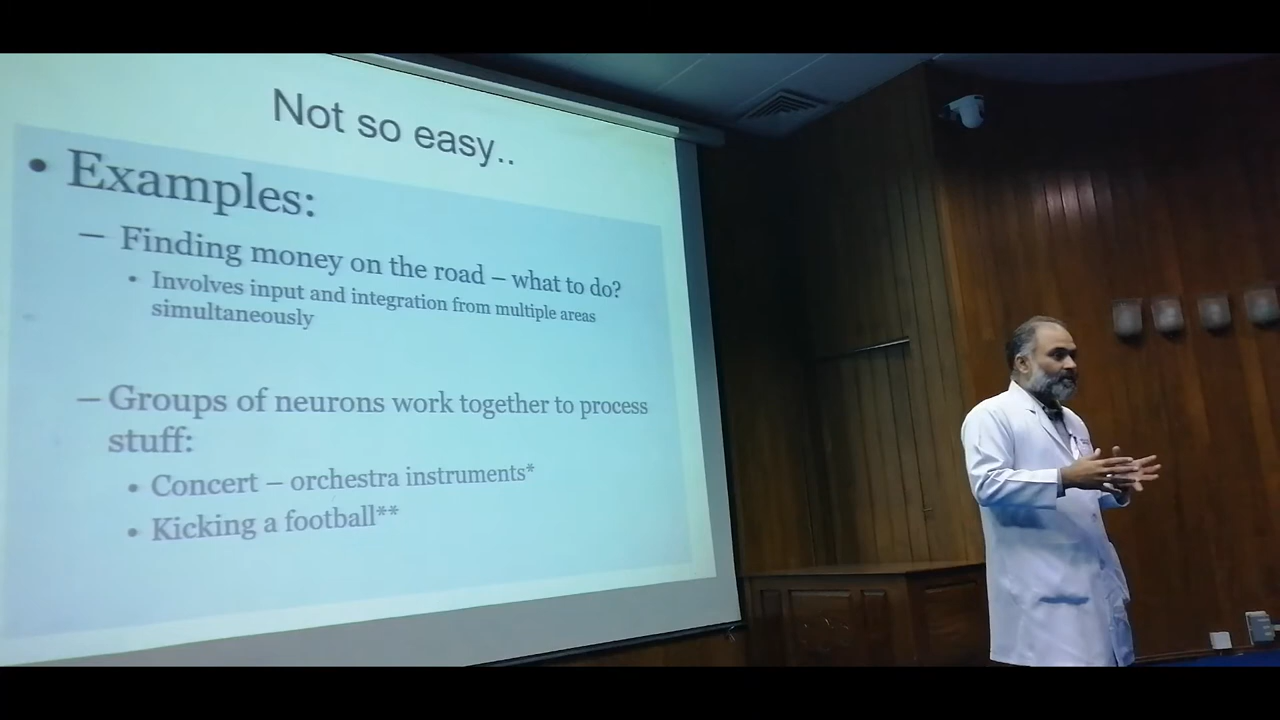 Not so easy..
• Examples:
– Finding money on the road – what to do?
• Involves input and integration from multiple areas
simultaneously
– Groups of neurons work together to process
stuff:
• Concert – orchestra instruments*
• Kicking a football**